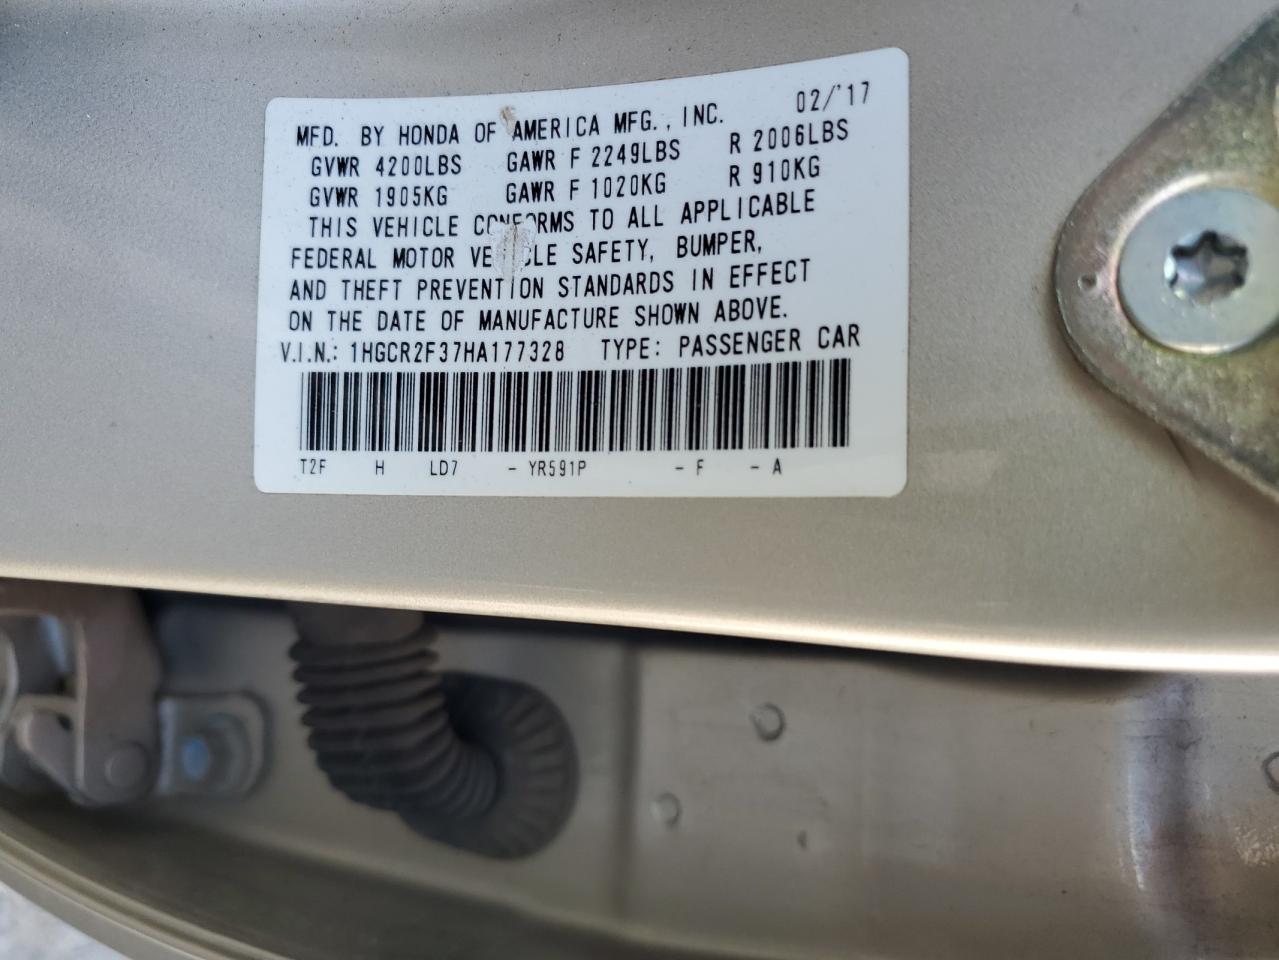 02/'17
MFD. BY HONDA OF AMERICA MFG., INC.
GVWR 4200LBS GAWR F 2249LBS R 2006LBS
GVWR 1905KG GAWR F 1020KG R 910KG
THIS VEHICLE CONFORMS TO ALL APPLICABLE
FEDERAL MOTOR VEHICLE SAFETY, BUMPER,
AND THEFT PREVENTION STANDARDS IN EFFECT
ON THE DATE OF MANUFACTURE SHOWN ABOVE.
V.I.N.: 1HGCR2F37HA177328 TYPE: PASSENGER CAR
T2F H LD7 - YR591P - F - A